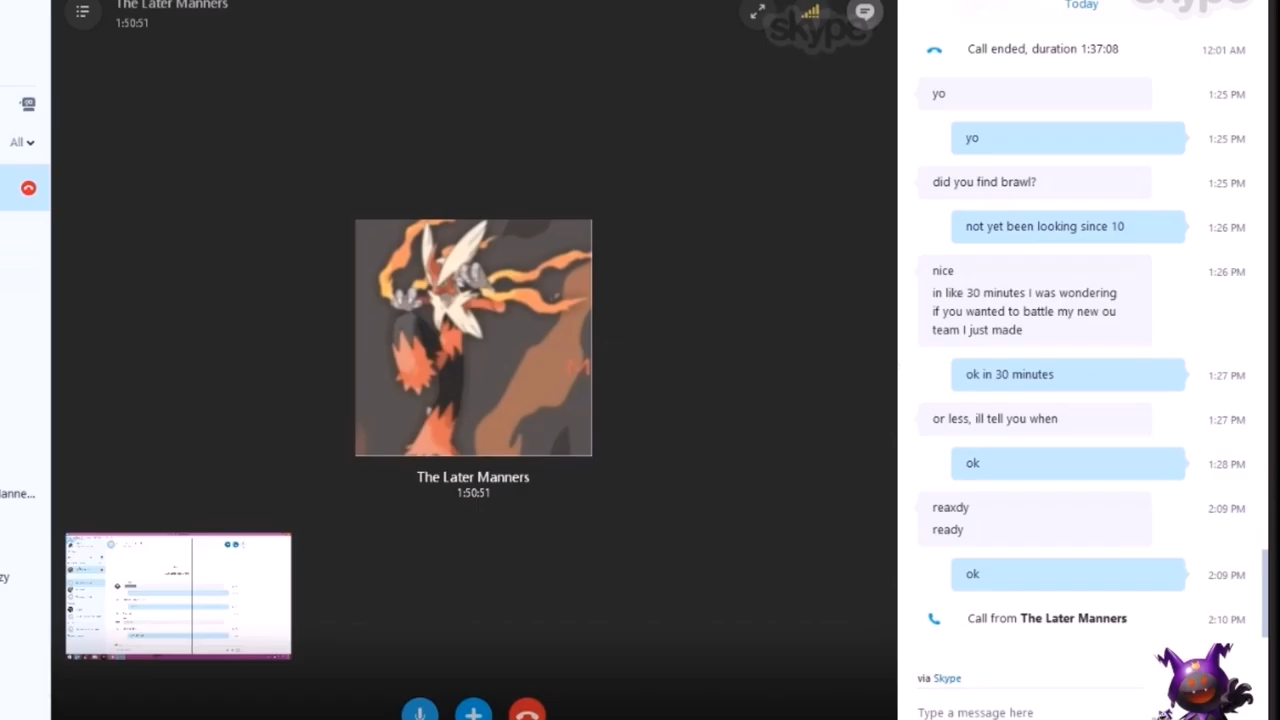 The Later Manners
1:50:51
skype
Today
Call ended, duration 1:37:08
12:01 AM
yo
1:25 PM
yo
1:25 PM
did you find brawl?
1:25 PM
not yet been looking since 10
1:26 PM
nice
1:26 PM
in like 30 minutes I was wondering
if you wanted to battle my new ou
team I just made
ok in 30 minutes
1:27 PM
or less, ill tell you when
1:27 PM
ok
1:28 PM
reaxdy
2:09 PM
ready
ok
2:09 PM
Call from The Later Manners
2:10 PM
via Skype
Type a message here
All
anne...
zy
The Later Manners
1:50:51